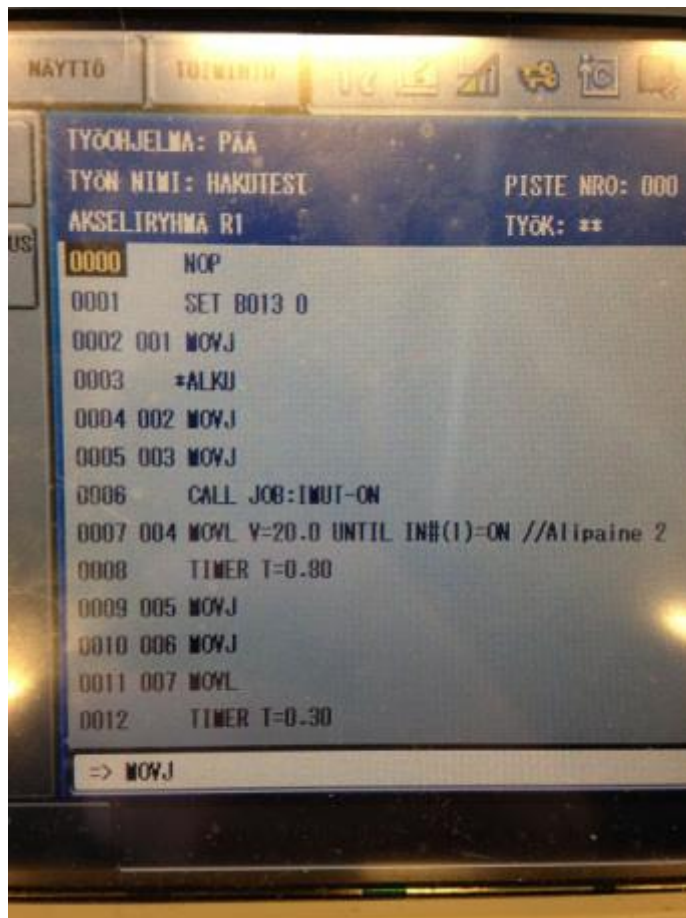 NÄYTTÖ TOIMINTO
US
TYÖOHJELMA: PÄÄ
TYÖN NIMI: HAKUTEST PISTE NRO: 000
AKSELIRYHMÄ R1 TYÖK: **
0000 NOP
0001 SET B013 0
0002 001 MOVJ
0003 *ALKU
0004 002 MOVJ
0005 003 MOVJ
0006 CALL JOB:IMUT-ON
0007 004 MOVL V=20.0 UNTIL IN#(1)=ON //Alipaine 2
0008 TIMER T=0.80
0009 005 MOVJ
0010 006 MOVJ
0011 007 MOVL
0012 TIMER T=0.30
=> MOVJ